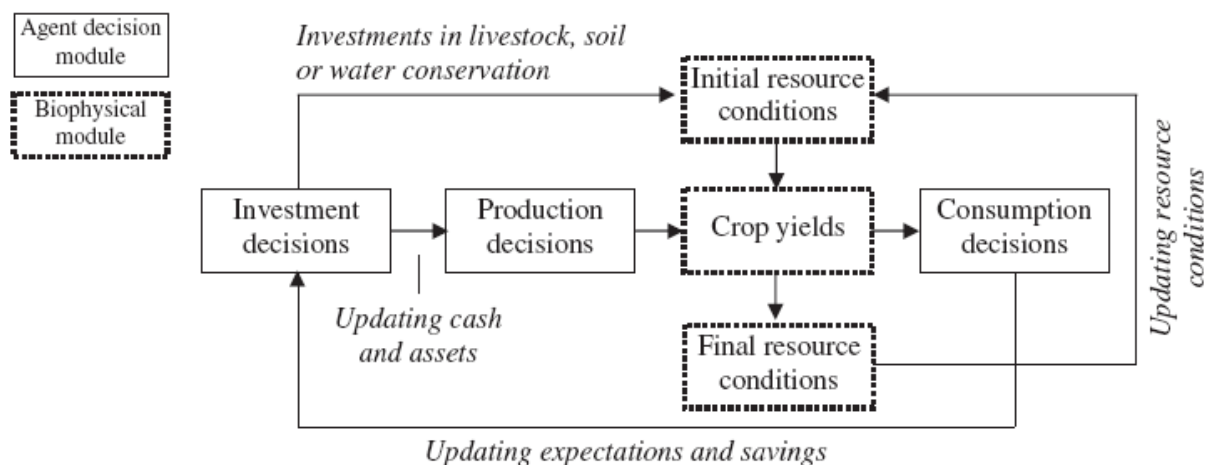 Agent decision
module
Biophysical
module
Investments in livestock, soil
or water conservation
Initial resource
conditions
Investment
decisions
Production
decisions
Crop yields
Consumption
decisions
Updating resource
conditions
Updating cash
and assets
Final resource
conditions
Updating expectations and savings